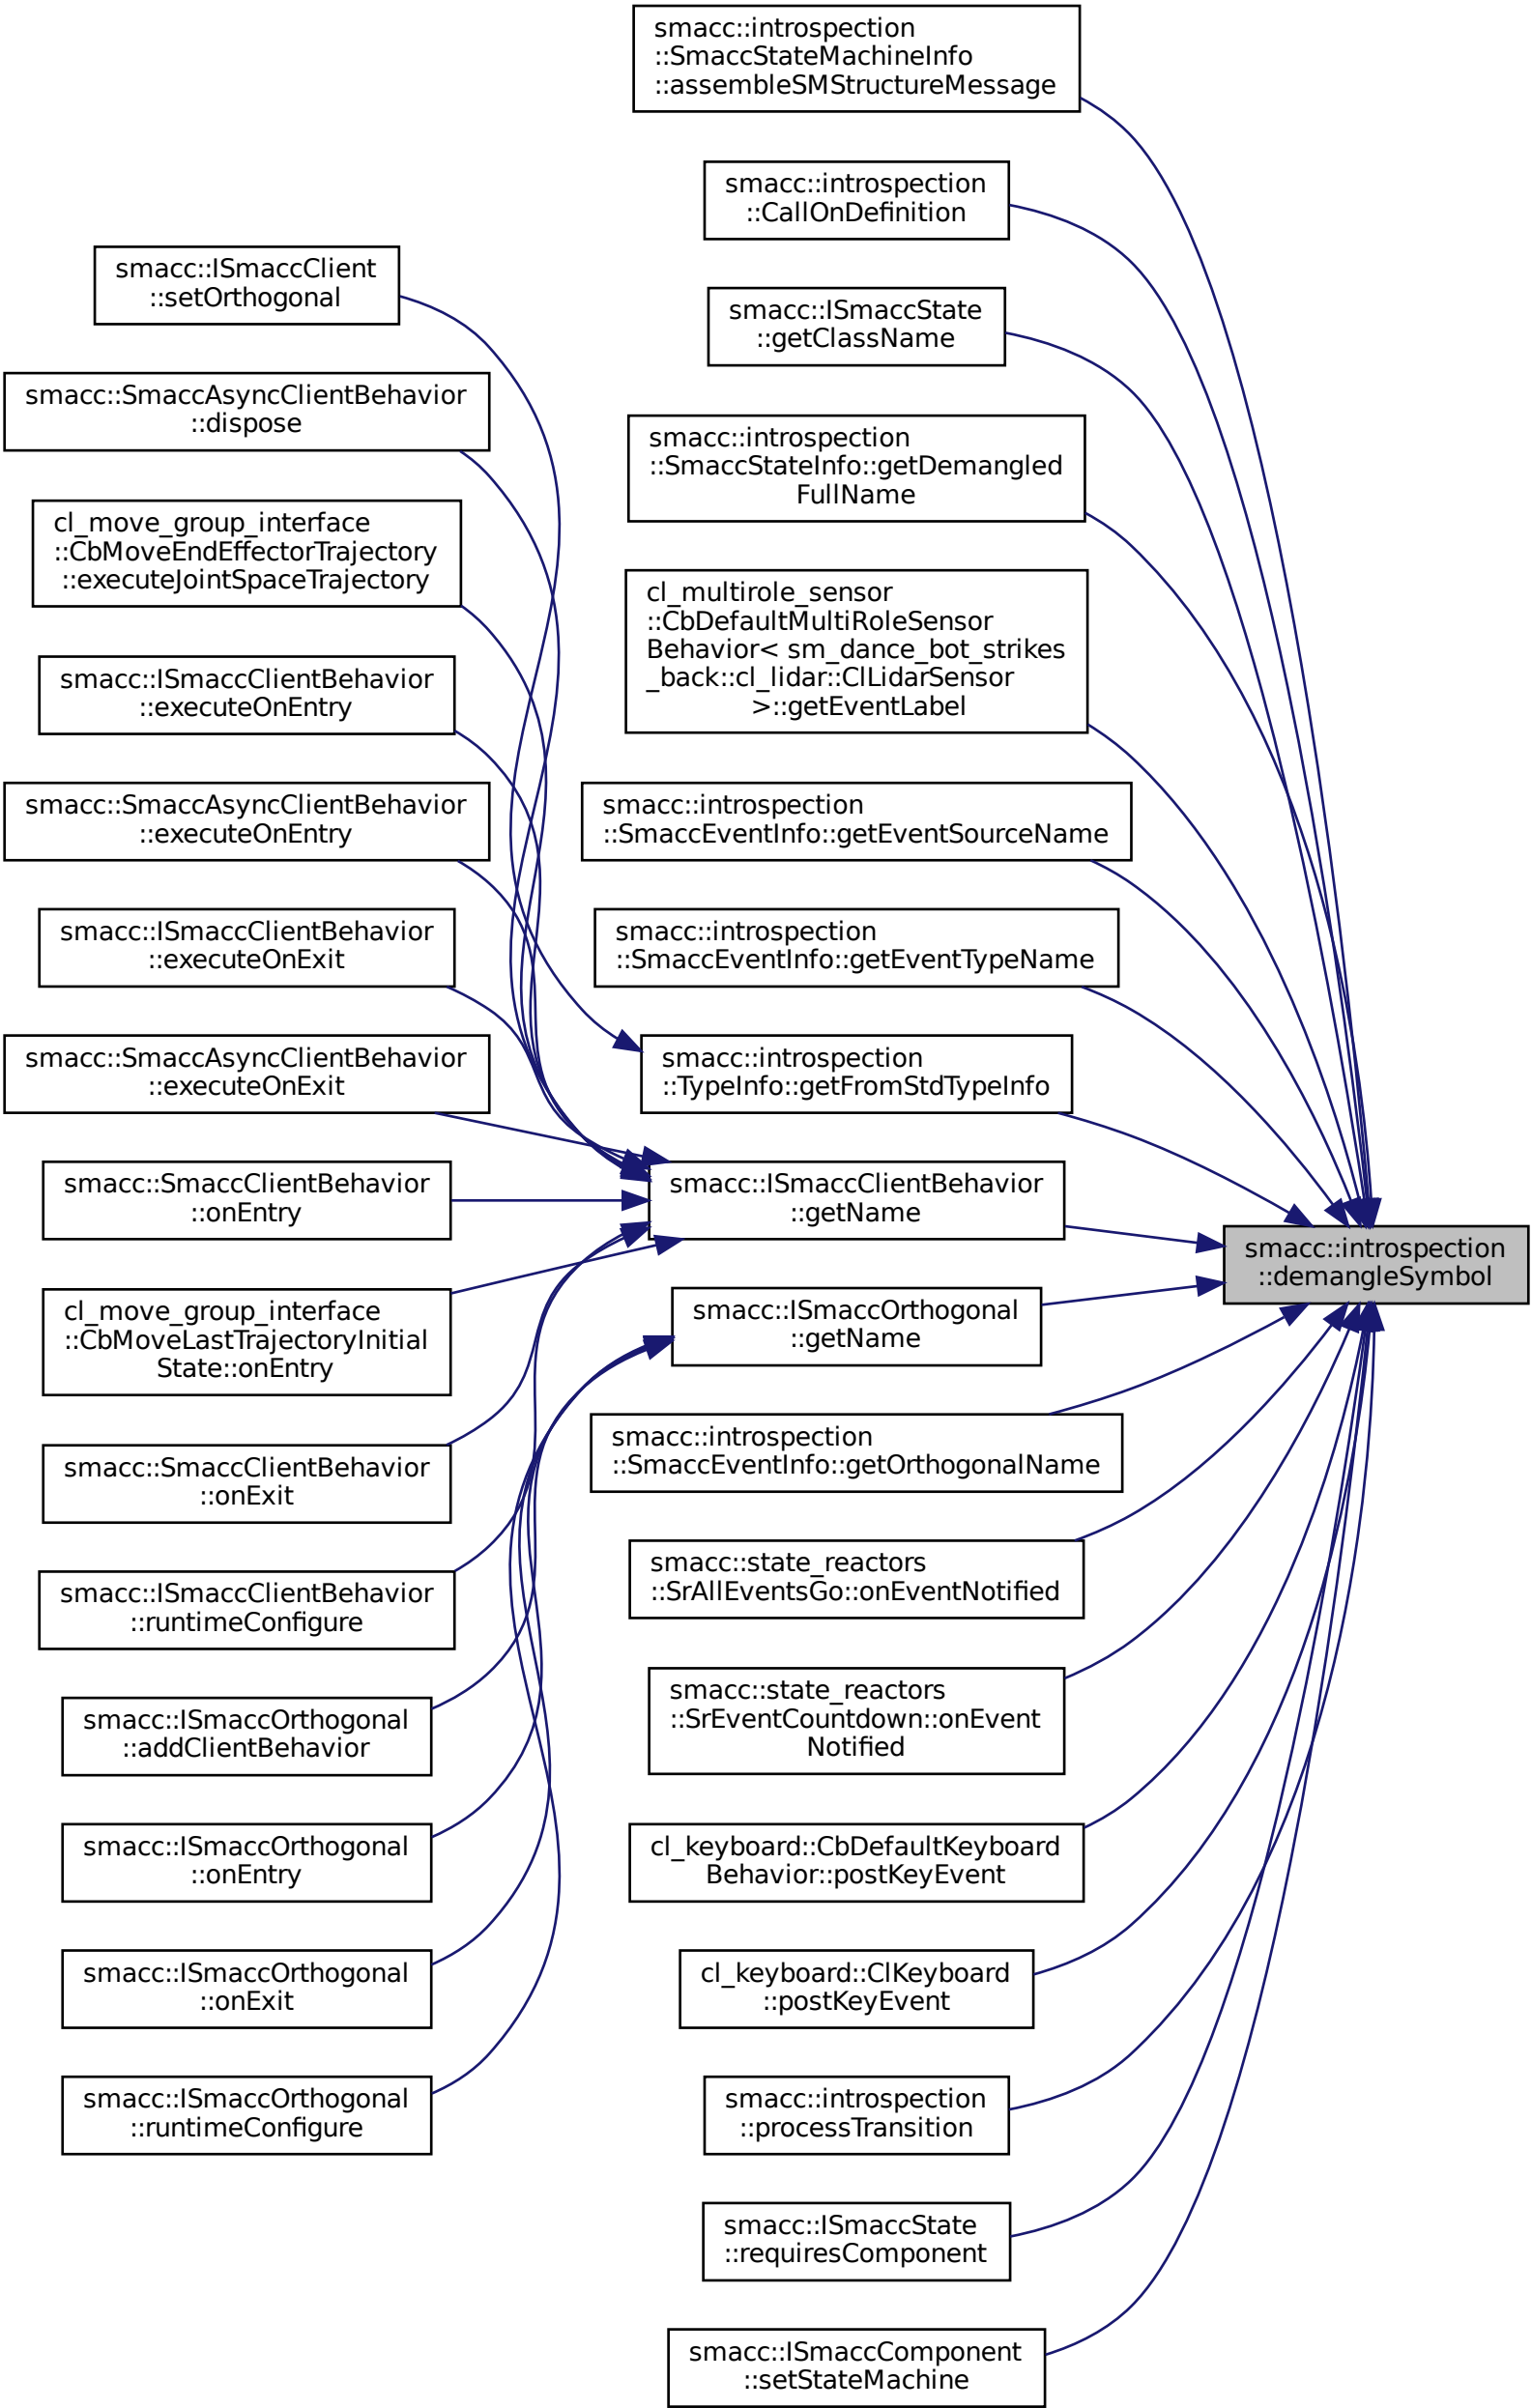 smacc::introspection
::SmaccStateMachineInfo
::assembleSMStructureMessage
smacc::introspection
::CallOnDefinition
smacc::ISmaccClient
::setOrthogonal
smacc::ISmaccState
::getClassName
smacc::SmaccAsyncClientBehavior
::dispose
smacc::introspection
::SmaccStateInfo::getDemangled
FullName
cl_move_group_interface
::CbMoveEndEffectorTrajectory
::executeJointSpaceTrajectory
cl_multirole_sensor
::CbDefaultMultiRoleSensor
Behavior< sm_dance_bot_strikes
_back::cl_lidar::ClLidarSensor
>::getEventLabel
smacc::ISmaccClientBehavior
::executeOnEntry
smacc::SmaccAsyncClientBehavior
::executeOnEntry
smacc::introspection
::SmaccEventInfo::getEventSourceName
smacc::ISmaccClientBehavior
::executeOnExit
smacc::introspection
::SmaccEventInfo::getEventTypeName
smacc::SmaccAsyncClientBehavior
::executeOnExit
smacc::introspection
::TypeInfo::getFromStdTypeInfo
smacc::SmaccClientBehavior
::onEntry
smacc::ISmaccClientBehavior
::getName
smacc::introspection
::demangleSymbol
cl_move_group_interface
::CbMoveLastTrajectoryInitial
State::onEntry
smacc::ISmaccOrthogonal
::getName
smacc::SmaccClientBehavior
::onExit
smacc::introspection
::SmaccEventInfo::getOrthogonalName
smacc::ISmaccClientBehavior
::runtimeConfigure
smacc::state_reactors
::SrAllEventsGo::onEventNotified
smacc::ISmaccOrthogonal
::addClientBehavior
smacc::state_reactors
::SrEventCountdown::onEvent
Notified
smacc::ISmaccOrthogonal
::onEntry
cl_keyboard::CbDefaultKeyboard
Behavior::postKeyEvent
smacc::ISmaccOrthogonal
::onExit
cl_keyboard::ClKeyboard
::postKeyEvent
smacc::ISmaccOrthogonal
::runtimeConfigure
smacc::introspection
::processTransition
smacc::ISmaccState
::requiresComponent
smacc::ISmaccComponent
::setStateMachine